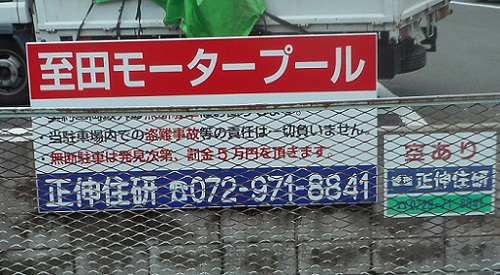 至田モータープール
・当駐車場内での盗難事故等の責任は一切負いません。
・無断駐車は発見次第、罰金5万円を頂きます。
正伸住研 ☎072-971-8841
空あり
正伸住研